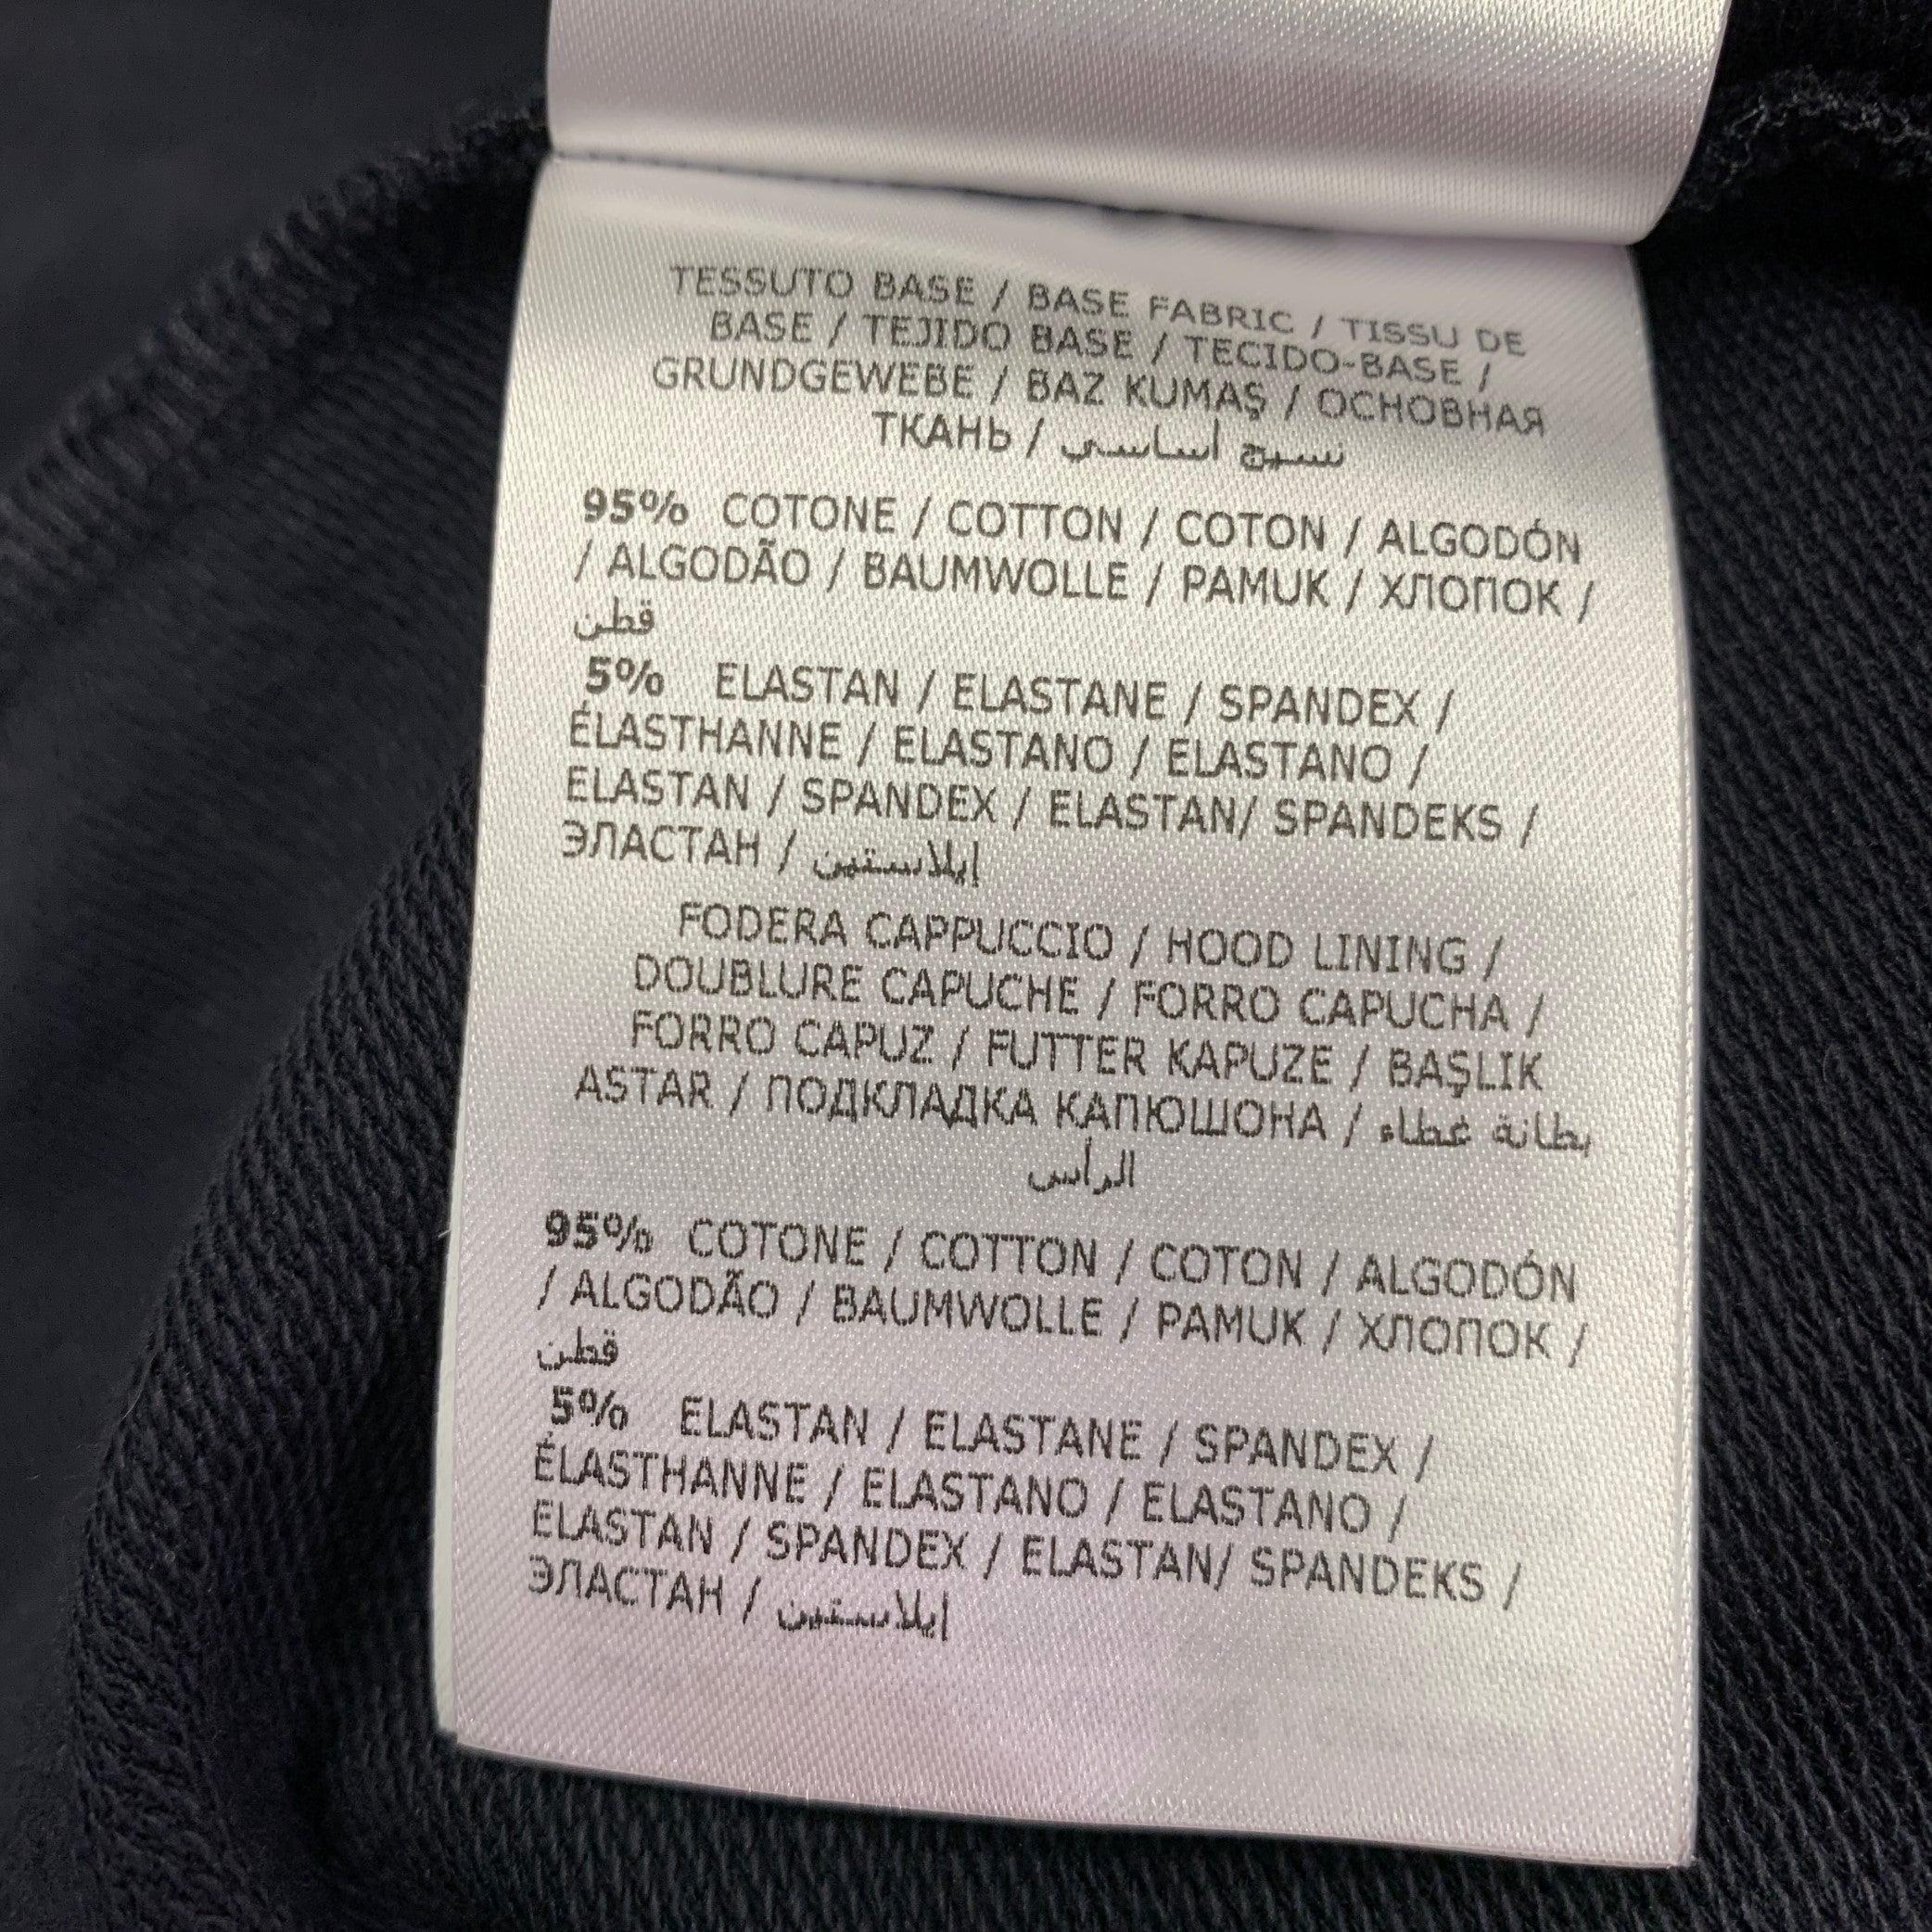 TESSUTO BASE / BASE FABRIC / TISSU DE
BASE / TEJIDO BASE / TECIDO-BASE /
GRUNDGEWEBE / BAZ KUMAŞ / ОСНОВНАЯ
ТКАНЬ / نسيج أساسي
95% COTONE / COTTON / COTON / ALGODÓN
/ ALGODÃO / BAUMWOLLE / PAMUK / ХЛОПОК /
قطن
5% ELASTAN / ELASTANE / SPANDEX /
ÉLASTHANNE / ELASTANO / ELASTANO /
ELASTAN / SPANDEX / ELASTAN/ SPANDEKS /
ЭЛАСТАН / إيلاستين
FODERA CAPPUCCIO / HOOD LINING /
DOUBLURE CAPUCHE / FORRO CAPUCHA /
FORRO CAPUZ / FUTTER KAPUZE / BAŞLIK
ASTAR / ПОДКЛАДКА КАПЮШОНА / بطانة غطاء
الرأس
95% COTONE / COTTON / COTON / ALGODÓN
/ ALGODÃO / BAUMWOLLE / PAMUK / ХЛОПОК /
قطن
5% ELASTAN / ELASTANE / SPANDEX /
ÉLASTHANNE / ELASTANO / ELASTANO /
ELASTAN / SPANDEX / ELASTAN/ SPANDEKS /
ЭЛАСТАН / إيلاستين